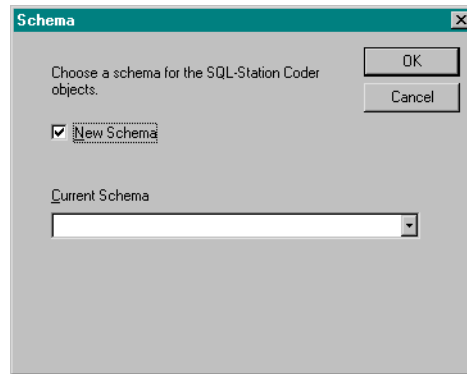 Schema
OK
Choose a schema for the SQL-Station Coder
objects.
Cancel
New Schema
Current Schema